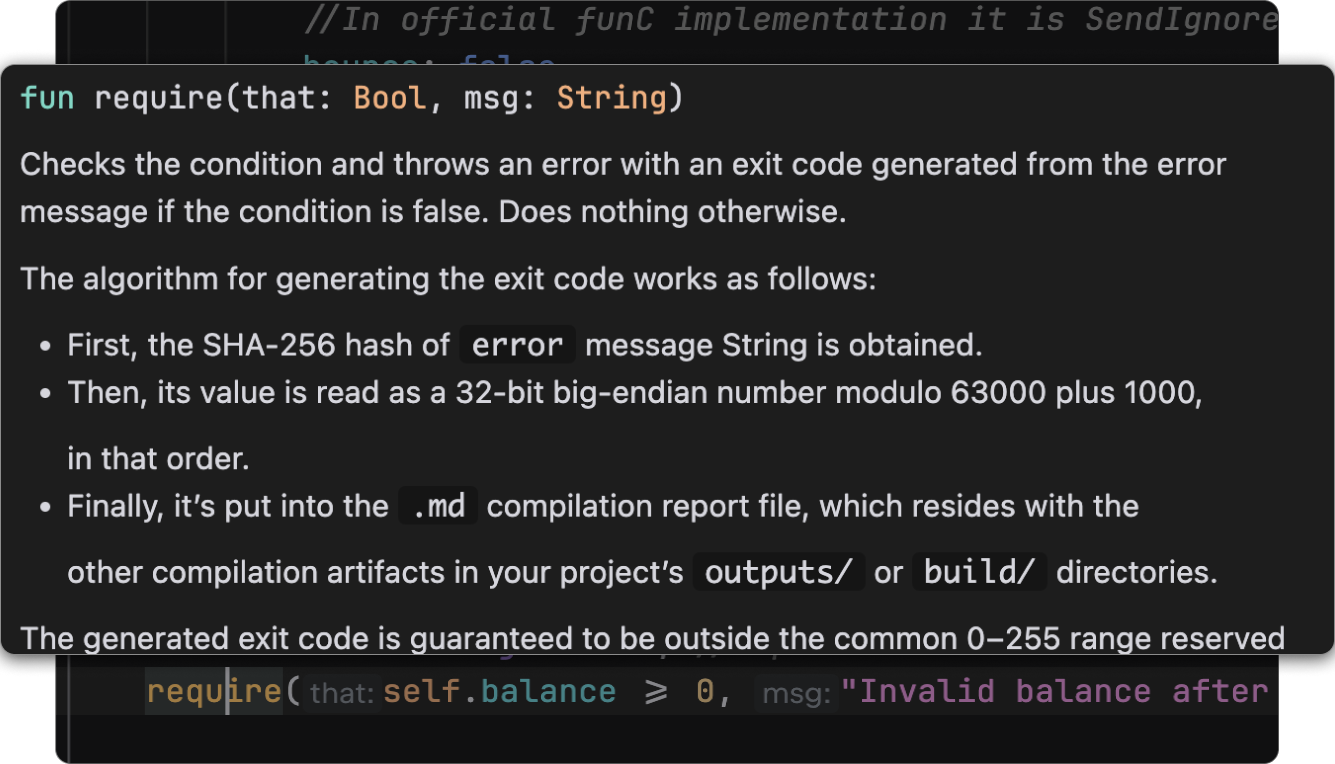 //In official funC implementation it is SendIgnore
bounce: false
fun require(that: Bool, msg: String)
Checks the condition and throws an error with an exit code generated from the error
message if the condition is false. Does nothing otherwise.
The algorithm for generating the exit code works as follows:
• First, the SHA-256 hash of error message String is obtained.
• Then, its value is read as a 32-bit big-endian number modulo 63000 plus 1000,
in that order.
• Finally, it’s put into the .md compilation report file, which resides with the
other compilation artifacts in your project’s outputs/ or build/ directories.
The generated exit code is guaranteed to be outside the common 0–255 range reserved
require(that: self.balance ⩾ 0, msg: "Invalid balance after